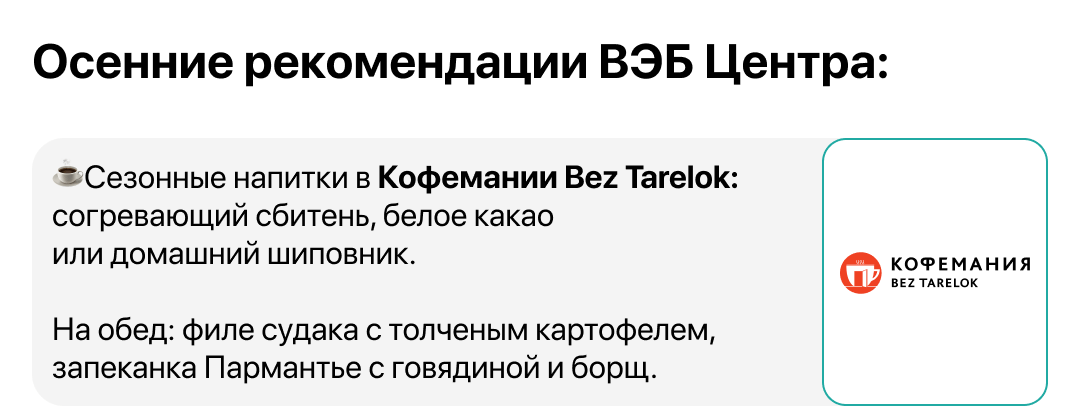 Осенние рекомендации ВЭБ Центра:
☕Сезонные напитки в Кофемании Bez Tarelok:
согревающий сбитень, белое какао
или домашний шиповник.
На обед: филе судака с толченым картофелем,
запеканка Пармантье с говядиной и борщ.
КОФЕМАНИЯ
BEZ TARELOK